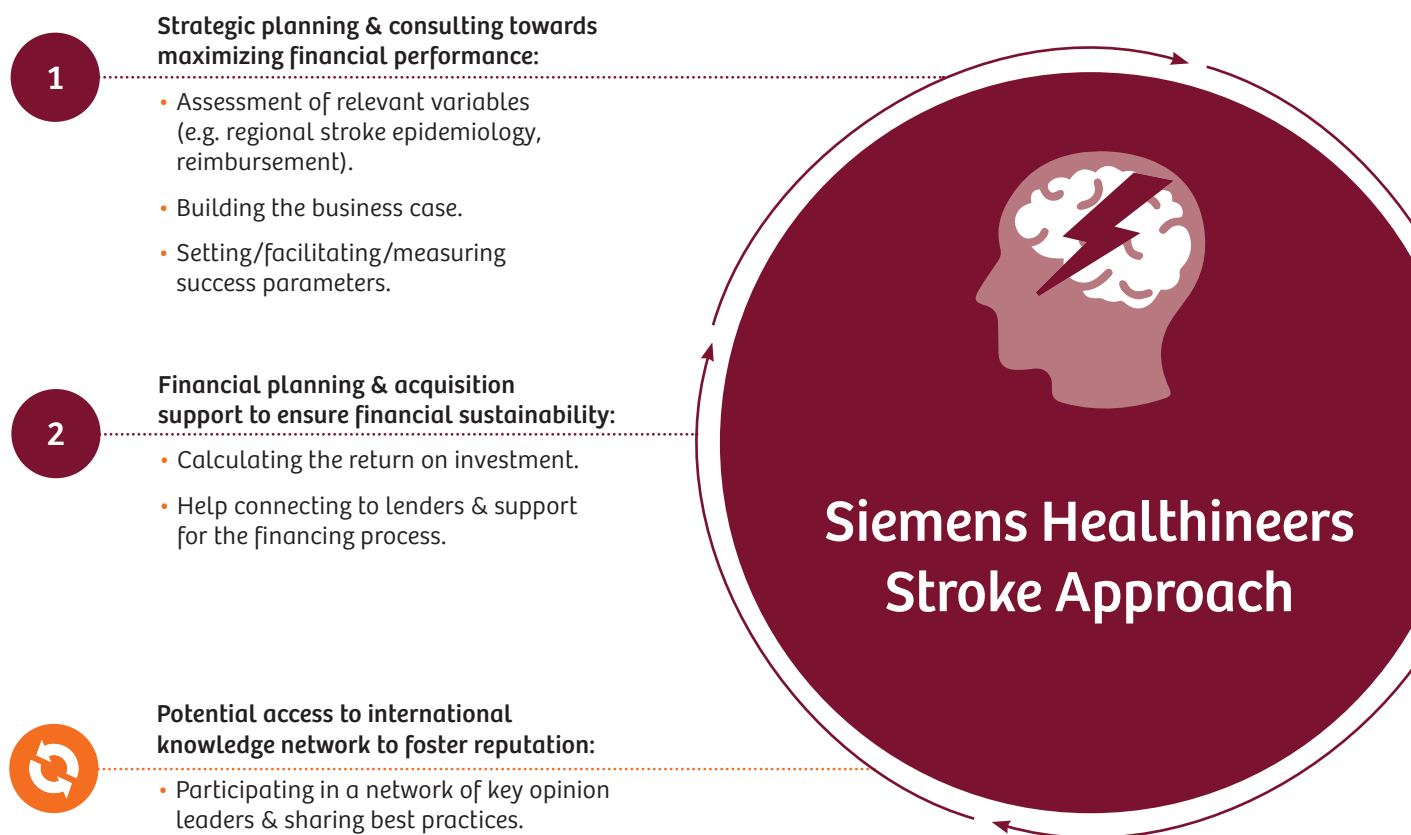 Strategic planning & consulting towards
maximizing financial performance:
1
• Assessment of relevant variables
(e.g. regional stroke epidemiology,
reimbursement).
• Building the business case.
• Setting/facilitating/measuring
success parameters.
Financial planning & acquisition
support to ensure financial sustainability:
2
• Calculating the return on investment.
• Help connecting to lenders & support
for the financing process.
Potential access to international
knowledge network to foster reputation:
• Participating in a network of key opinion
leaders & sharing best practices.
Siemens Healthineers
Stroke Approach